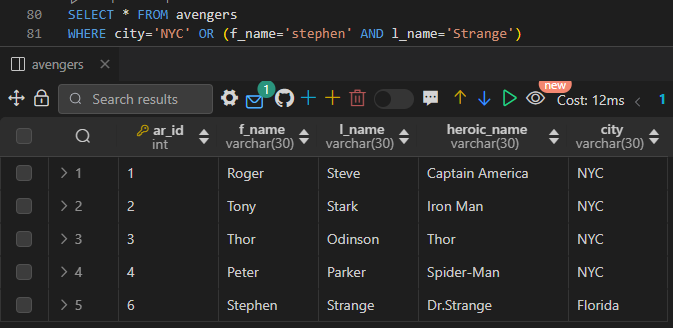 80 SELECT * FROM avengers
81 WHERE city='NYC' OR (f_name='stephen' AND l_name='Strange')
avengers
Search results 1 new Cost: 12ms 1
ar_id f_name l_name heroic_name city
int varchar(30) varchar(30) varchar(30) varchar(30)
1 1 Roger Steve Captain America NYC
2 2 Tony Stark Iron Man NYC
3 3 Thor Odinson Thor NYC
4 4 Peter Parker Spider-Man NYC
5 6 Stephen Strange Dr.Strange Florida